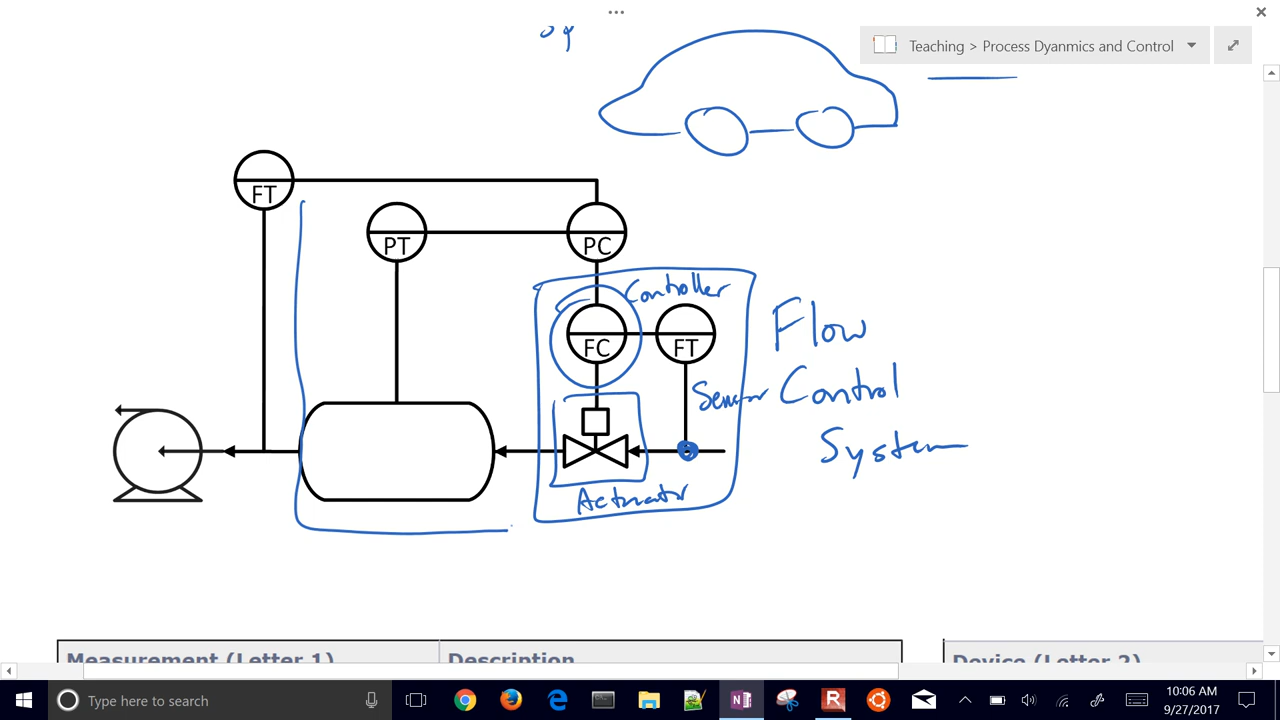 ...
Teaching > Process Dyanmics and Control
FT
PT
PC
Controller
FC
FT
Flow
Sensor
Control
System
Actuator
Measurement (Letter 1)
Description
Device (Letter 2)
Type here to search
10:06 AM
9/27/2017